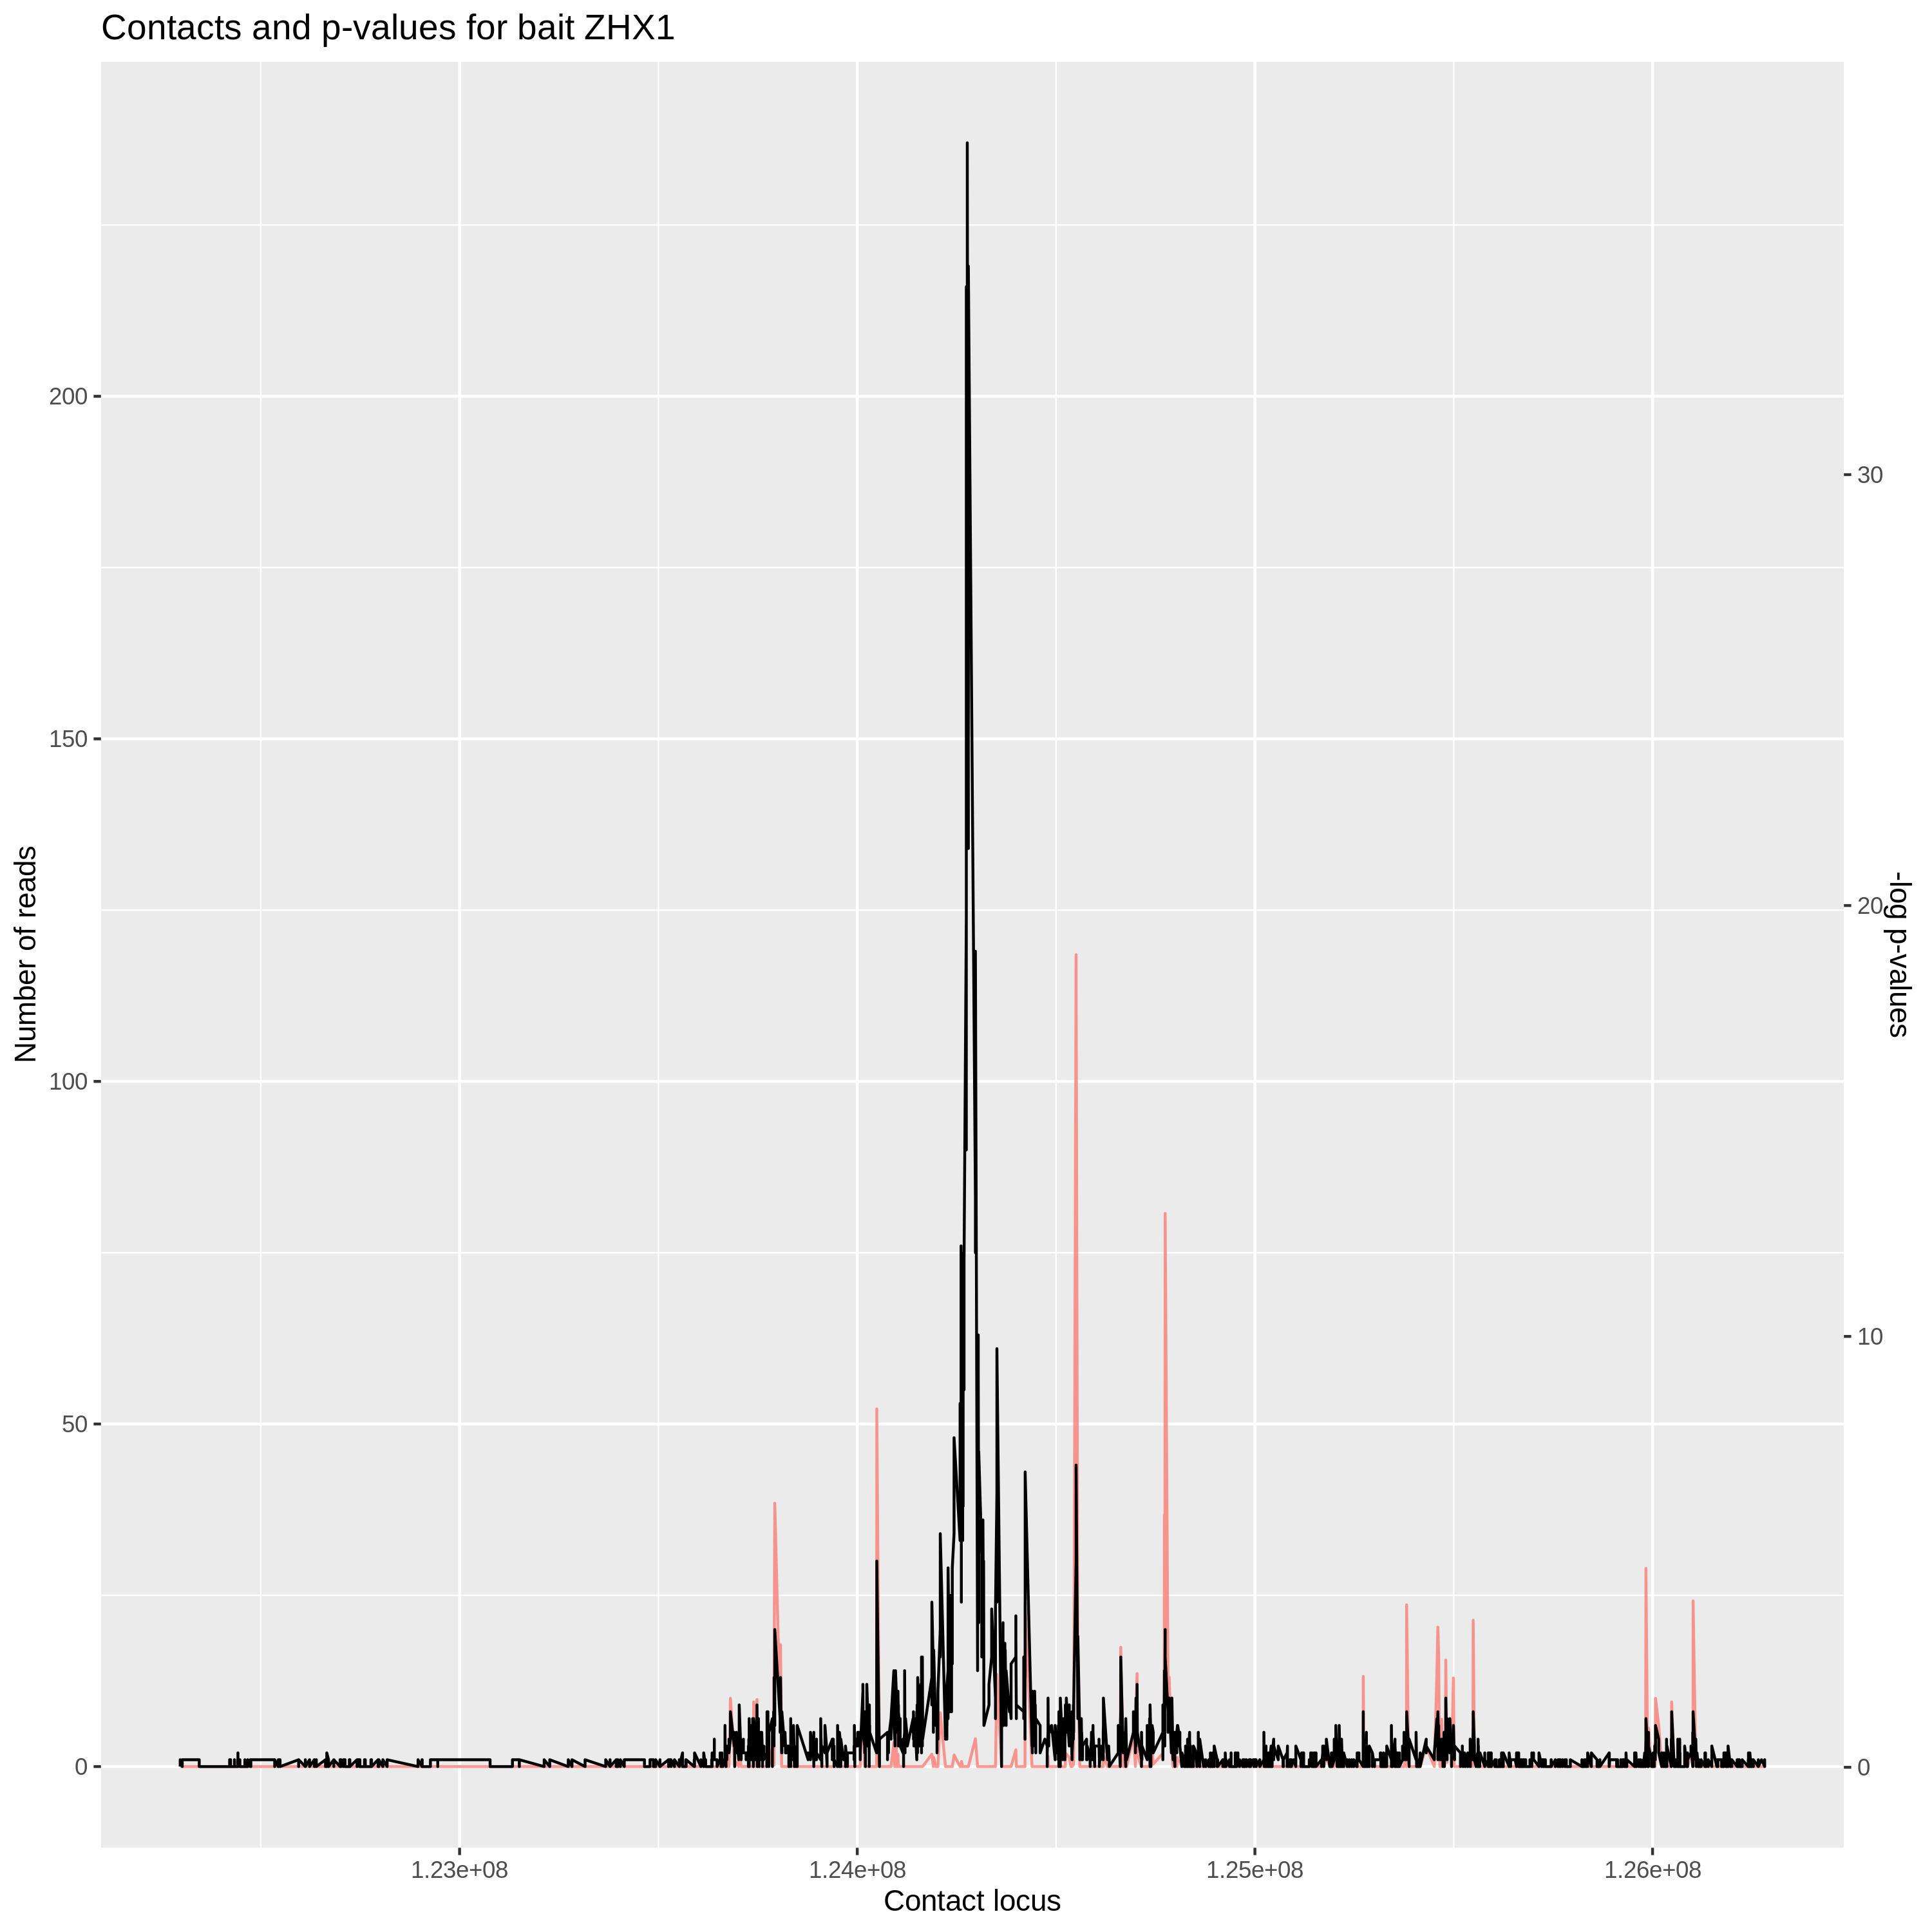 Contacts and p-values for bait ZHX1
Number of reads
200
150
100
50
0
30
20
10
0
-log p-values
1.23e+08
1.24e+08
1.25e+08
1.26e+08
Contact locus